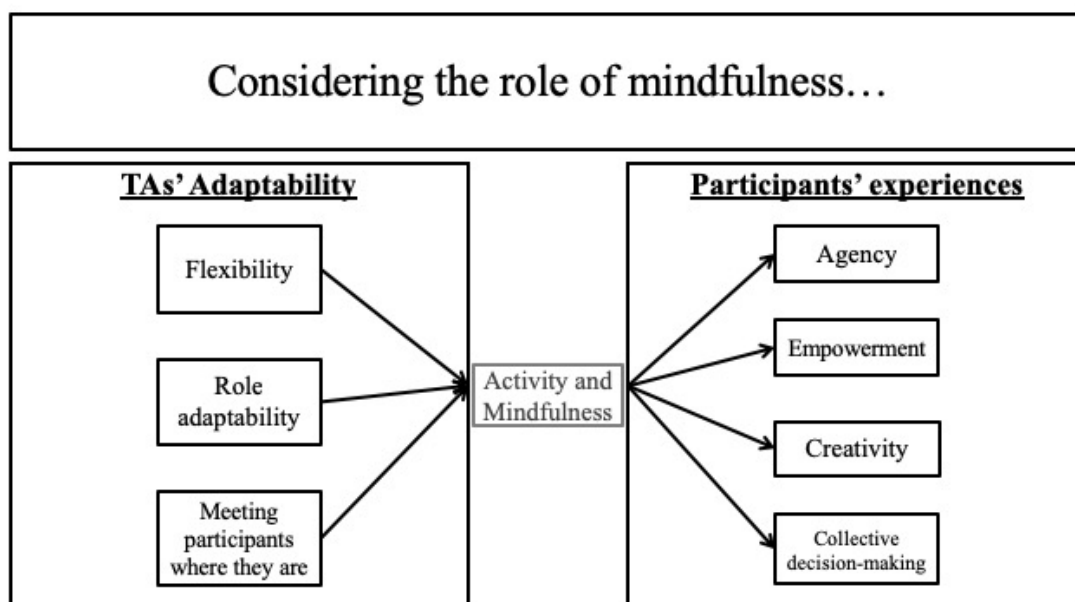 Considering the role of mindfulness…
TAs’ Adaptability
Flexibility
Role
adaptability
Meeting
participants
where they are
Activity and
Mindfulness
Participants’ experiences
Agency
Empowerment
Creativity
Collective
decision-making